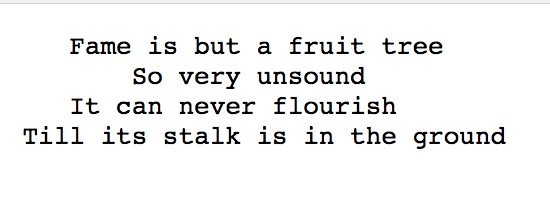 Fame is but a fruit tree
So very unsound
It can never flourish
Till its stalk is in the ground